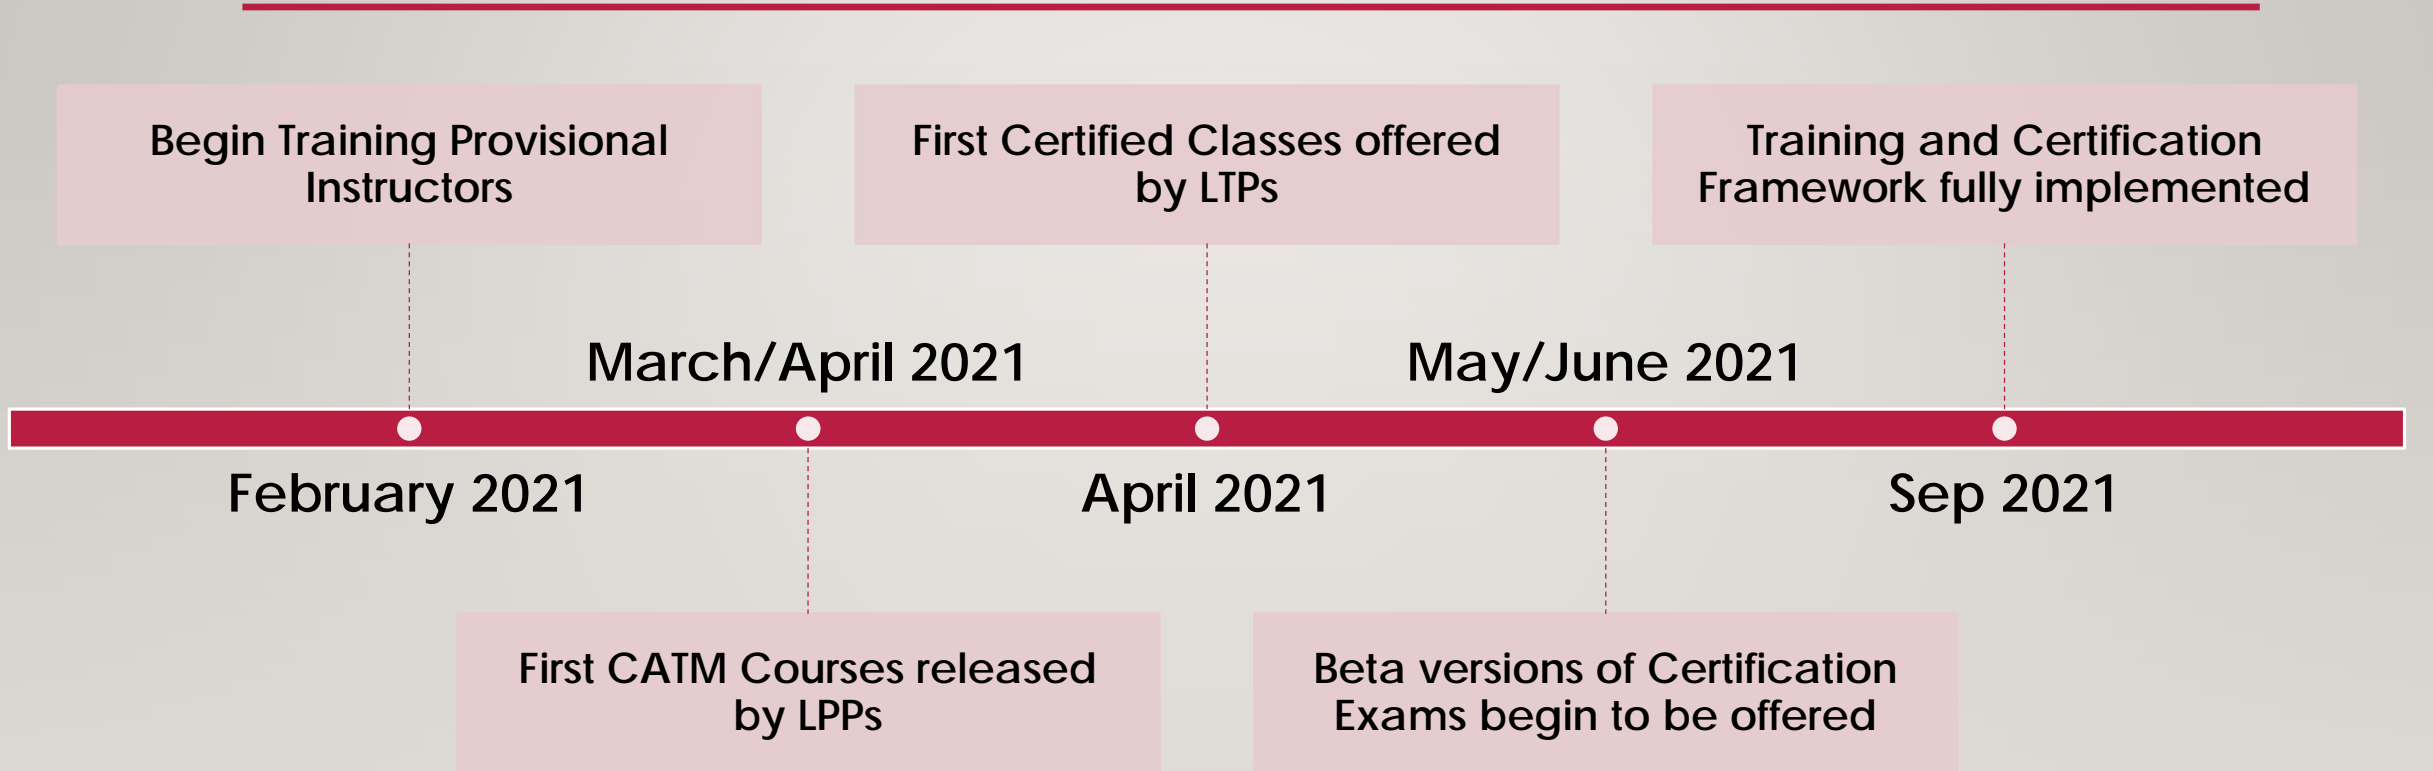 Begin Training Provisional
Instructors
First Certified Classes offered
by LTPs
Training and Certification
Framework fully implemented
March/April 2021
May/June 2021
February 2021
April 2021
Sep 2021
First CATM Courses released
by LPPs
Beta versions of Certification
Exams begin to be offered